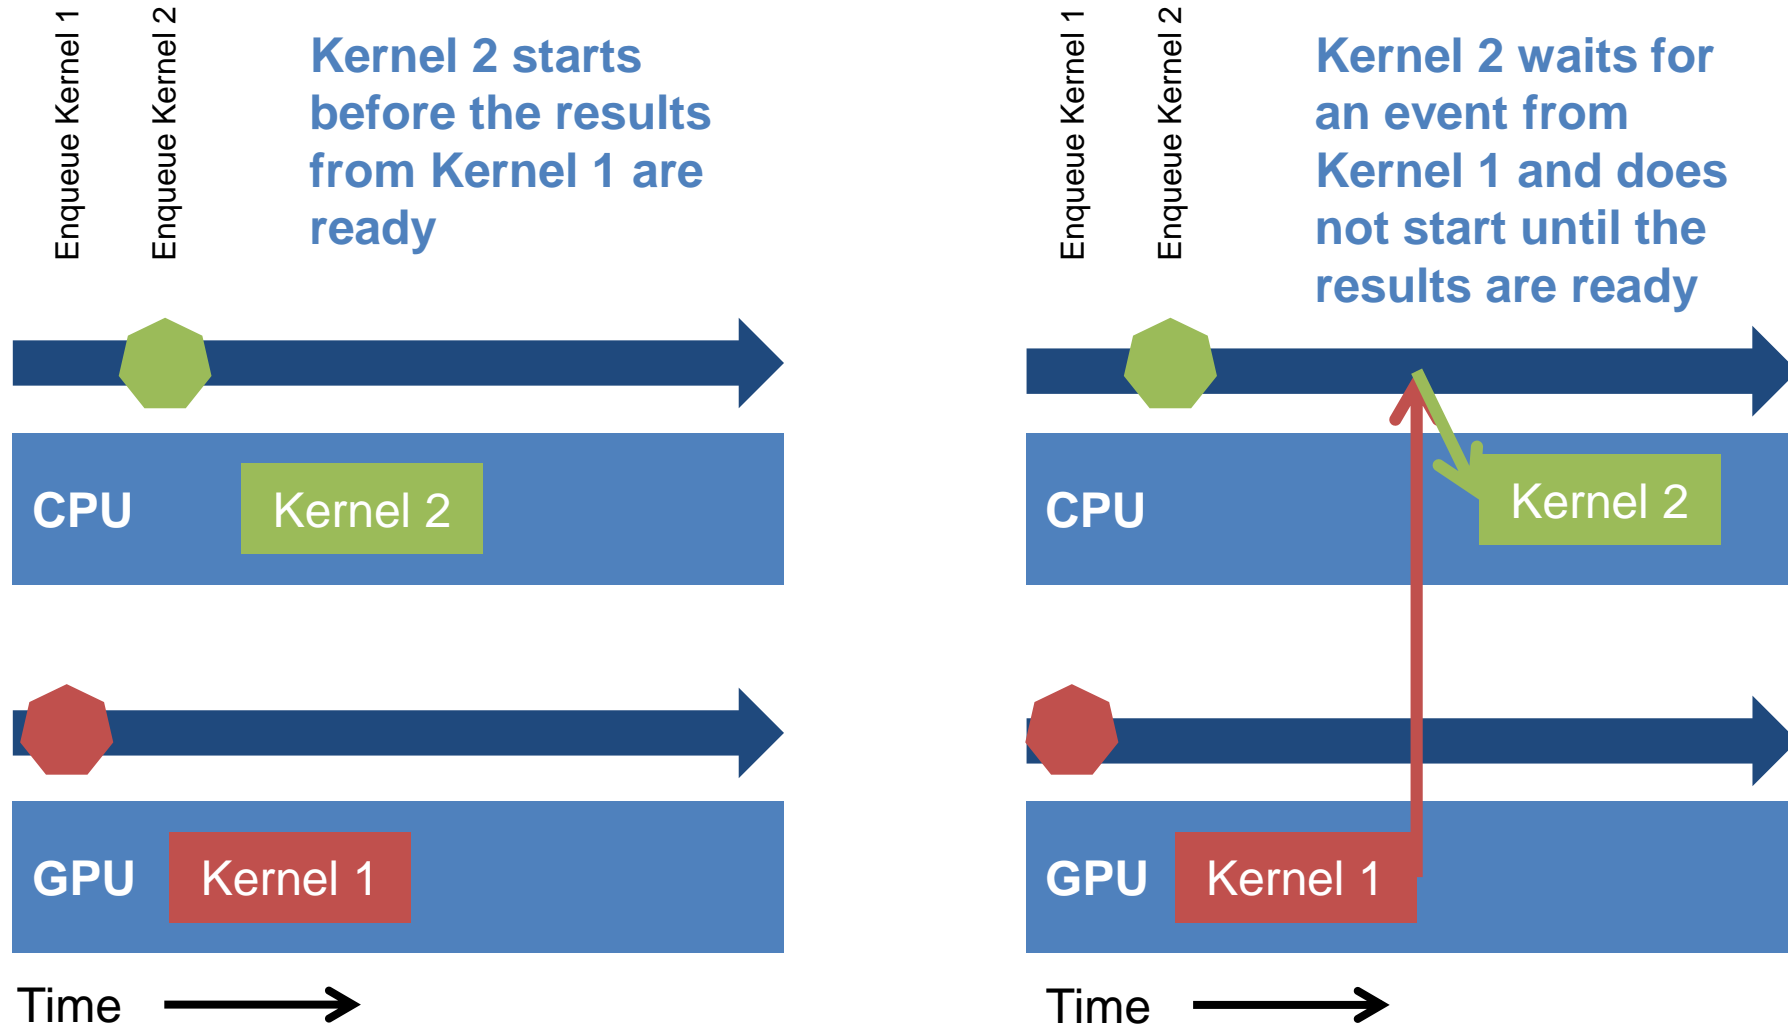 Enqueue Kernel 1
Enqueue Kernel 2
Kernel 2 starts
before the results
from Kernel 1 are
ready
CPU
Kernel 2
GPU
Kernel 1
Time
Enqueue Kernel 1
Enqueue Kernel 2
Kernel 2 waits for
an event from
Kernel 1 and does
not start until the
results are ready
CPU
Kernel 2
GPU
Kernel 1
Time